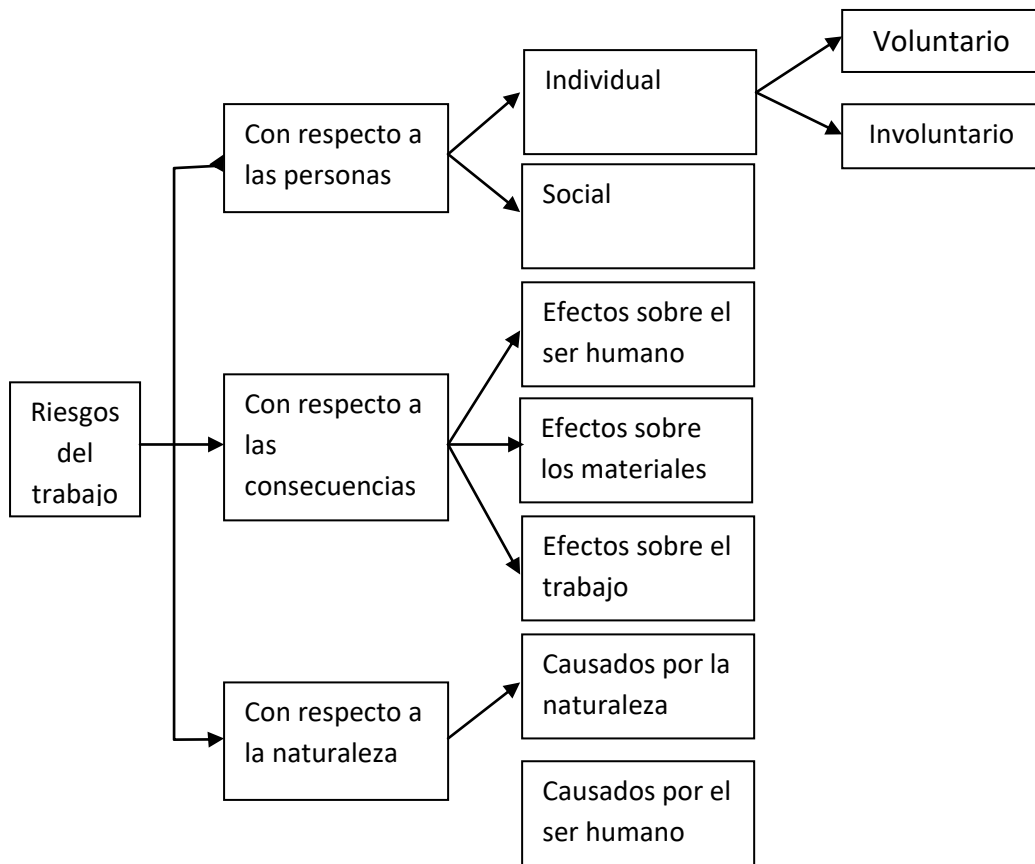 Riesgos
del
trabajo
Con respecto a
las personas
Individual
Voluntario
Involuntario
Social
Con respecto a
las
consecuencias
Efectos sobre el
ser humano
Efectos sobre
los materiales
Efectos sobre el
trabajo
Con respecto a
la naturaleza
Causados por la
naturaleza
Causados por el
ser humano